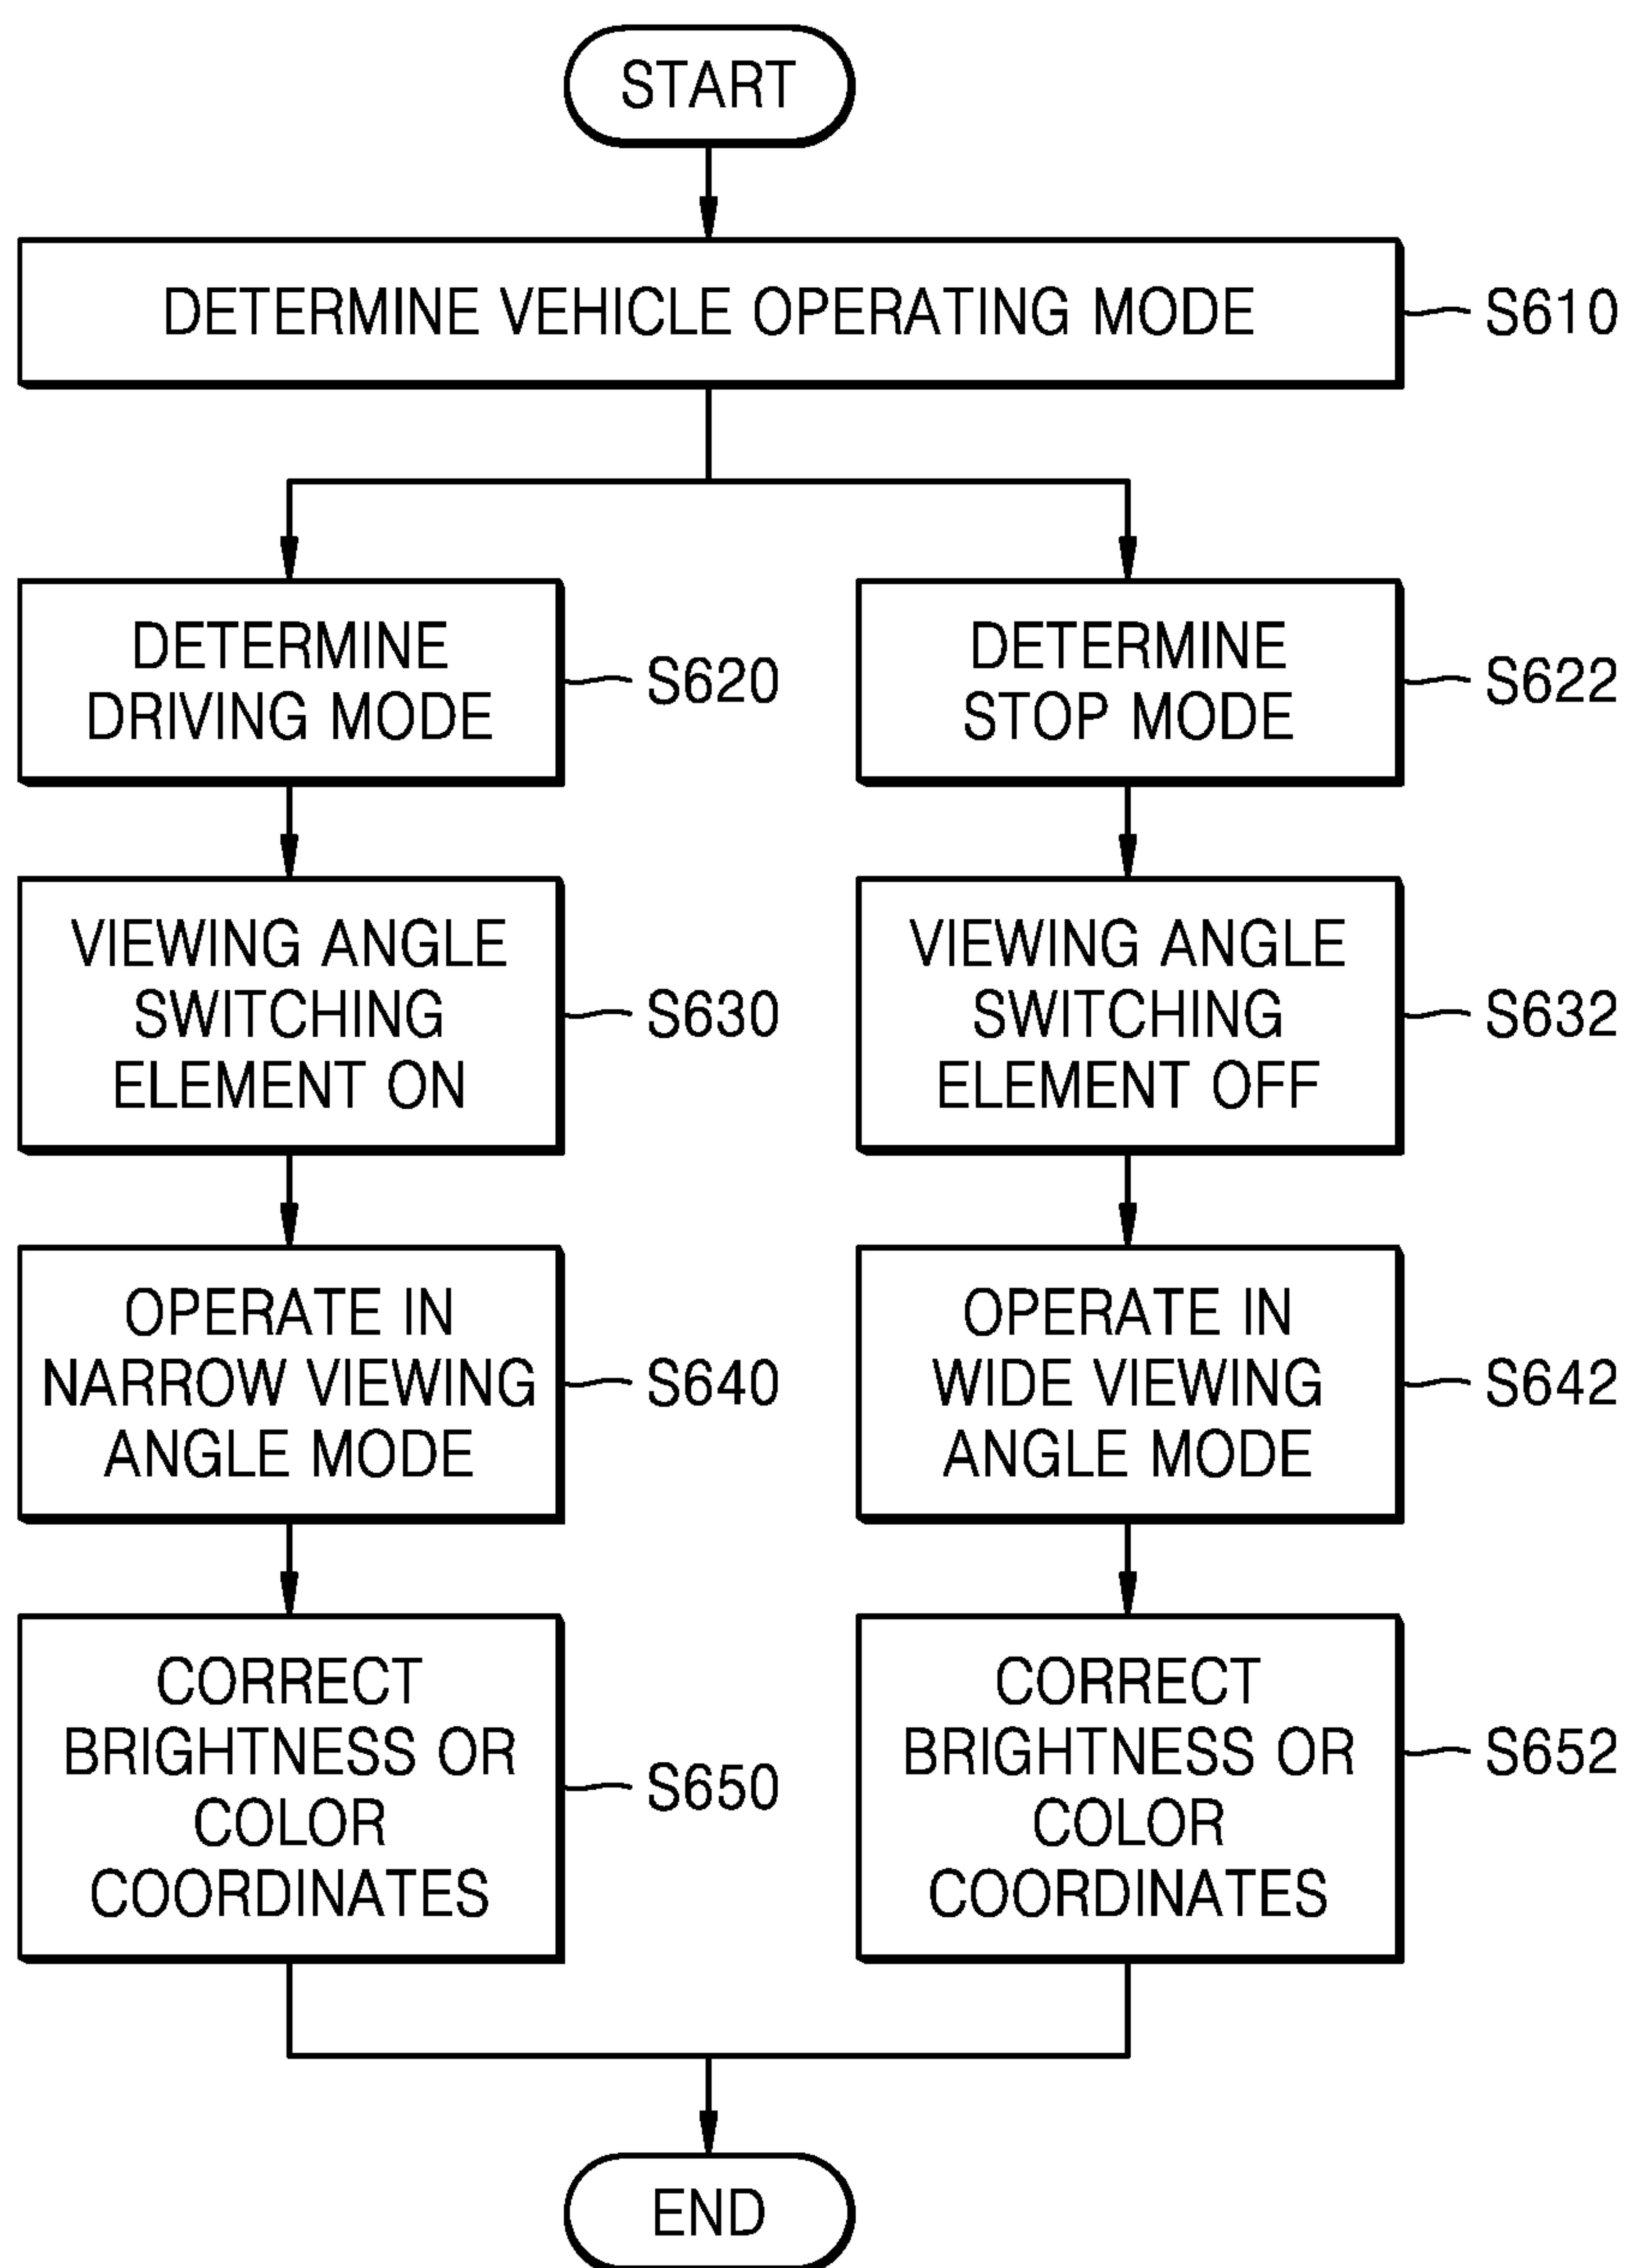 START
DETERMINE VEHICLE OPERATING MODE
S610
DETERMINE
DRIVING MODE
S620
DETERMINE
STOP MODE
S622
VIEWING ANGLE
SWITCHING
ELEMENT ON
S630
VIEWING ANGLE
SWITCHING
ELEMENT OFF
S632
OPERATE IN
NARROW VIEWING
ANGLE MODE
S640
OPERATE IN
WIDE VIEWING
ANGLE MODE
S642
CORRECT
BRIGHTNESS OR
COLOR
COORDINATES
S650
CORRECT
BRIGHTNESS OR
COLOR
COORDINATES
S652
END